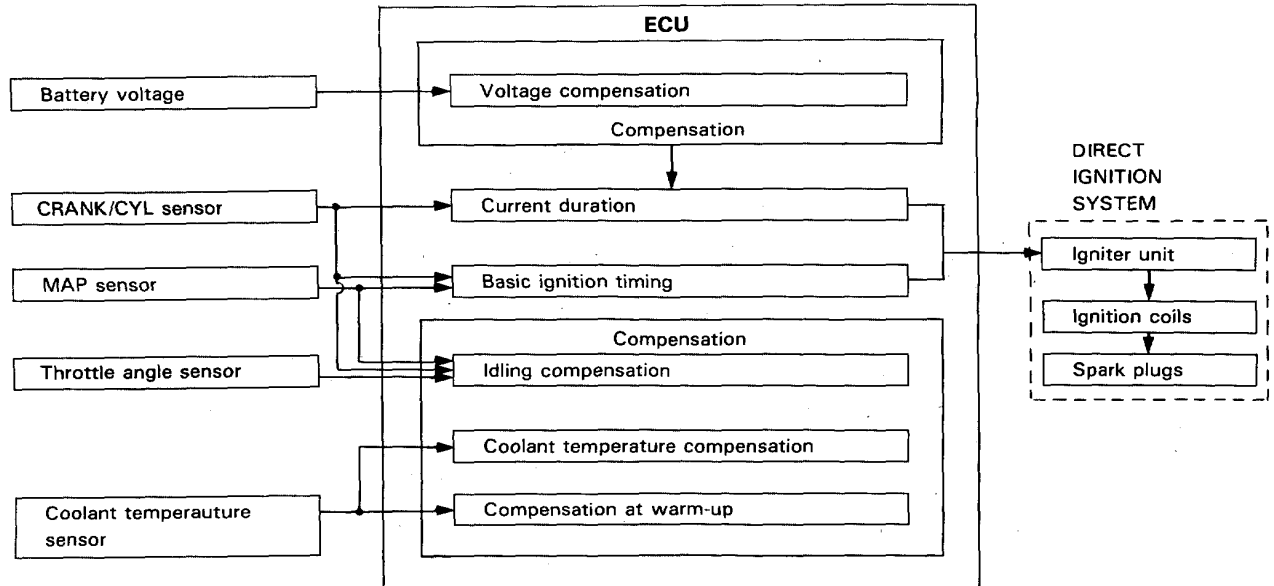 ECU
Battery voltage
Voltage compensation
Compensation
DIRECT
IGNITION
SYSTEM
CRANK/CYL sensor
Current duration
Igniter unit
MAP sensor
Basic ignition timing
Ignition coils
Compensation
Throttle angle sensor
Idling compensation
Spark plugs
Coolant temperature compensation
Coolant temperauture
sensor
Compensation at warm-up